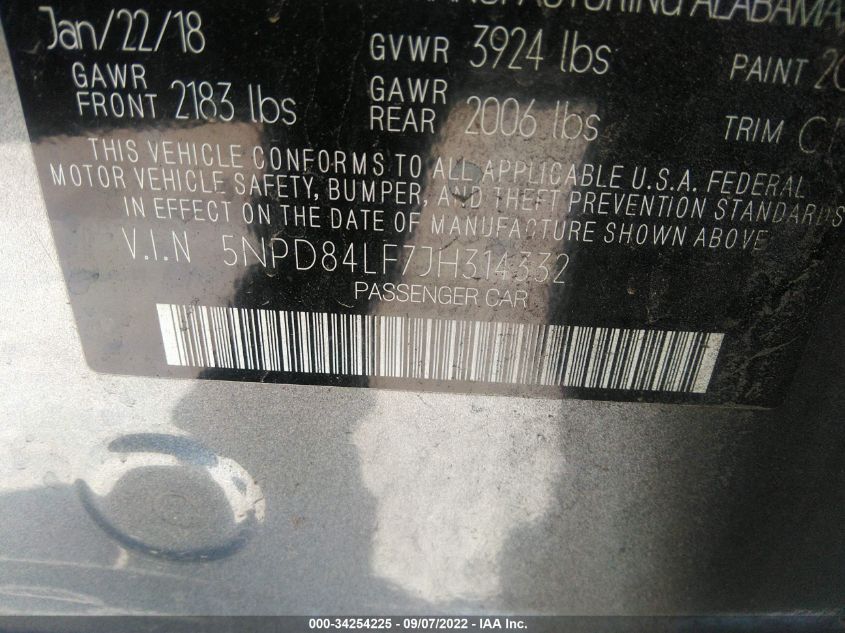 MANUFACTURING ALABAMA,
Jan/22/18 GVWR 3924 lbs PAINT
GAWR FRONT 2183 lbs GAWR REAR 2006 lbs TRIM
THIS VEHICLE CONFORMS TO ALL APPLICABLE U.S.A. FEDERAL
MOTOR VEHICLE SAFETY, BUMPER, AND THEFT PREVENTION STANDARDS
IN EFFECT ON THE DATE OF MANUFACTURE SHOWN ABOVE
V.I.N 5NPD84LF7JH314332
PASSENGER CAR
000-34254225 - 09/07/2022 - IAA Inc.